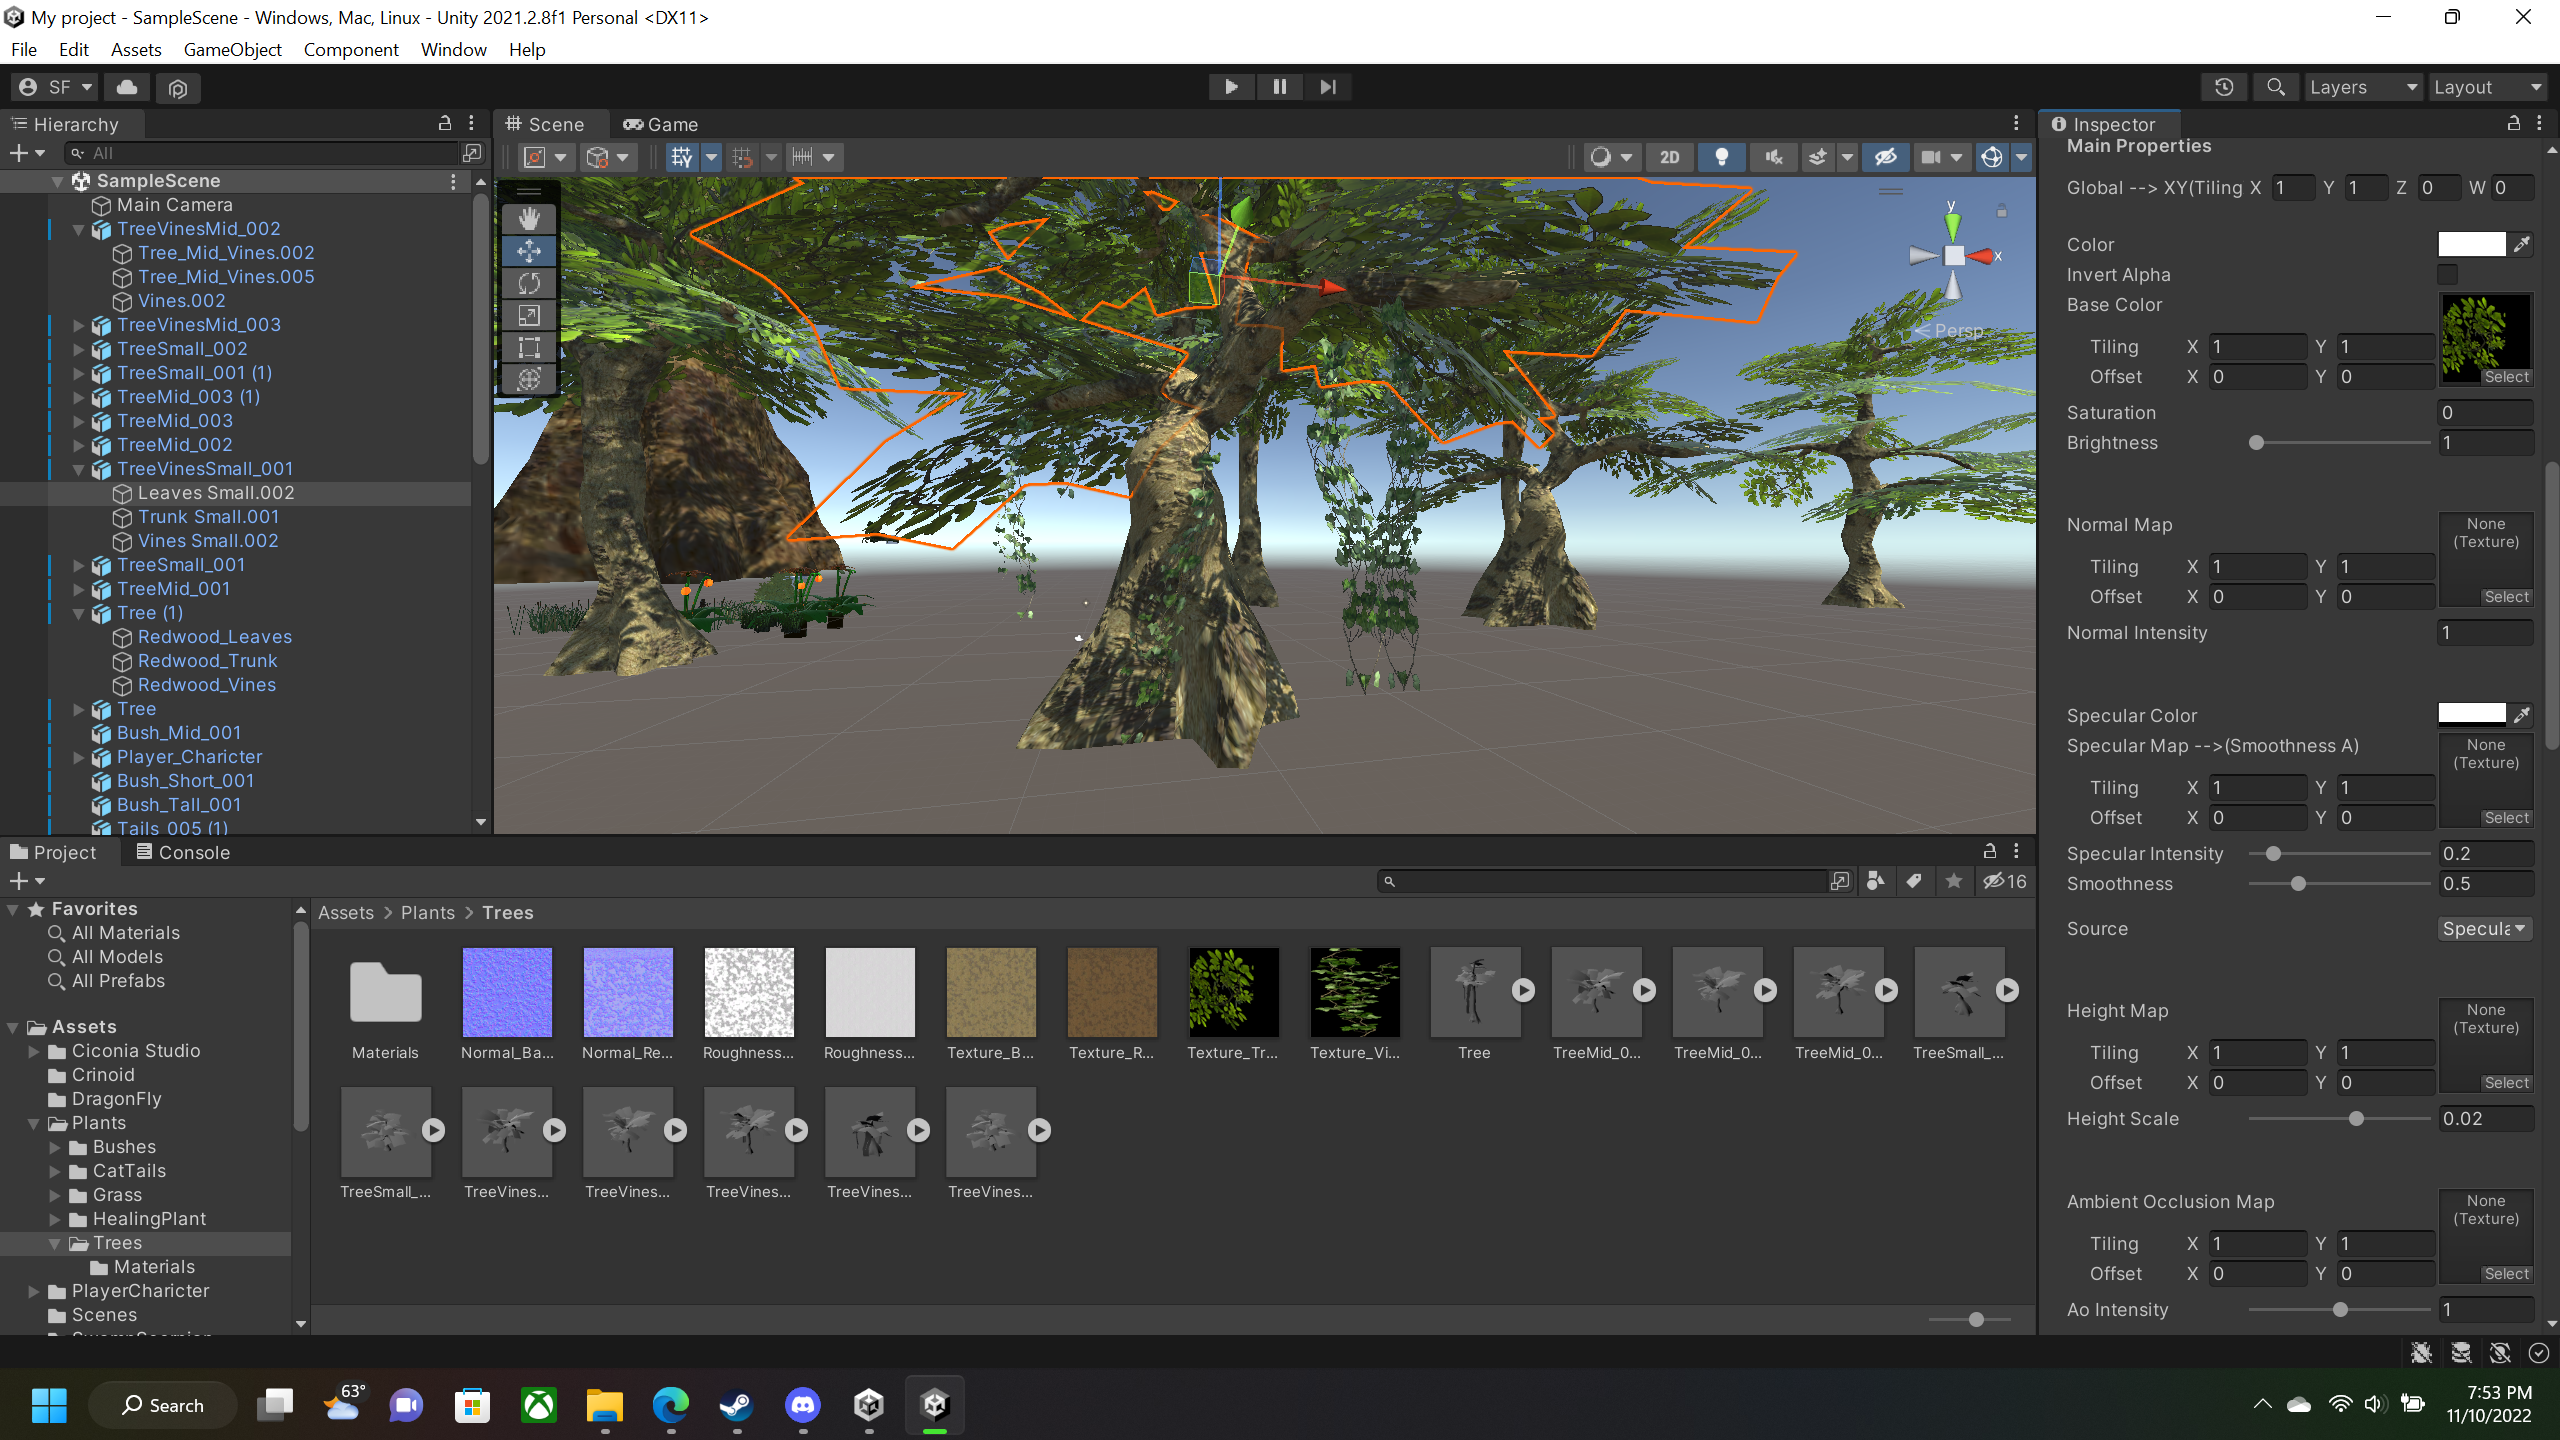 My project - SampleScene - Windows, Mac, Linux - Unity 2021.2.8f1 Personal <DX11>
File Edit Assets GameObject Component Window Help
SF
Layers
Layout
Hierarchy
All
SampleScene
Main Camera
TreeVinesMid_002
Tree_Mid_Vines.002
Tree_Mid_Vines.005
Vines.002
TreeVinesMid_003
TreeSmall_002
TreeSmall_001 (1)
TreeMid_003 (1)
TreeMid_003
TreeMid_002
TreeVinesSmall_001
Leaves Small.002
Trunk Small.001
Vines Small.002
TreeSmall_001
TreeMid_001
Tree (1)
Redwood_Leaves
Redwood_Trunk
Redwood_Vines
Tree
Bush_Mid_001
Player_Charicter
Bush_Short_001
Bush_Tall_001
Tails_005 (1)
Scene Game
2D
y
x
< Persp
Inspector
Main Properties
Global --> XY(Tiling X 1 Y 1 Z 0 W 0
Color
Invert Alpha
Base Color
Tiling X 1 Y 1
Offset X 0 Y 0 Select
Saturation 0
Brightness 1
Normal Map None (Texture)
Tiling X 1 Y 1
Offset X 0 Y 0 Select
Normal Intensity 1
Specular Color
Specular Map -->(Smoothness A) None (Texture)
Tiling X 1 Y 1
Offset X 0 Y 0 Select
Specular Intensity 0.2
Smoothness 0.5
Source Specula
Height Map None (Texture)
Tiling X 1 Y 1
Offset X 0 Y 0 Select
Height Scale 0.02
Ambient Occlusion Map None (Texture)
Tiling X 1 Y 1
Offset X 0 Y 0 Select
Ao Intensity 1
Project Console
16
Favorites
All Materials
All Models
All Prefabs
Assets
Ciconia Studio
Crinoid
DragonFly
Plants
Bushes
CatTails
Grass
HealingPlant
Trees
Materials
PlayerCharicter
Scenes
Assets > Plants > Trees
Materials Normal_Ba... Normal_Re... Roughness... Roughness... Texture_B... Texture_R... Texture_Tr... Texture_Vi... Tree TreeMid_0... TreeMid_0... TreeMid_0... TreeSmall_...
TreeSmall_... TreeVines... TreeVines... TreeVines... TreeVines... TreeVines...
63°
Search
7:53 PM
11/10/2022